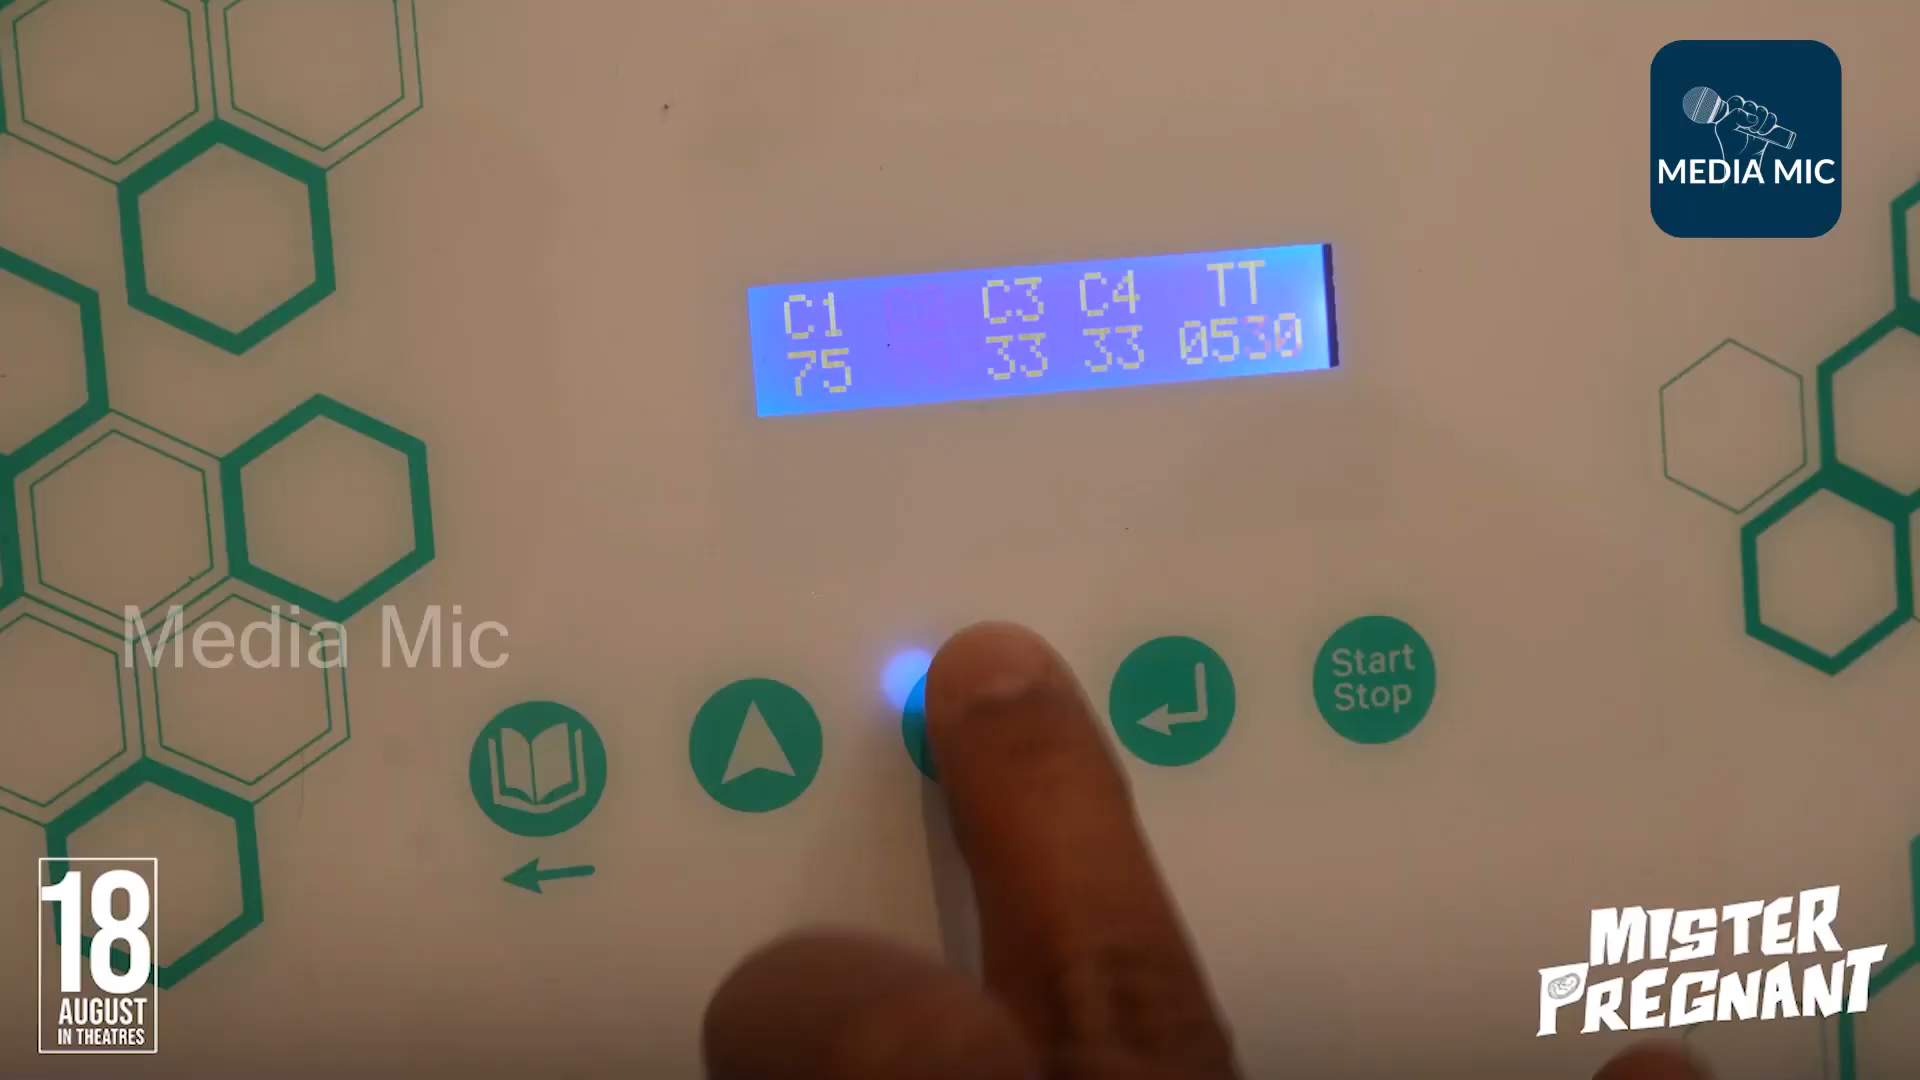 MEDIA MIC
C1 C3 C4 TT
75 33 33 0530
Media Mic
Start
Stop
18
AUGUST
IN THEATRES
MISTER
PREGNANT